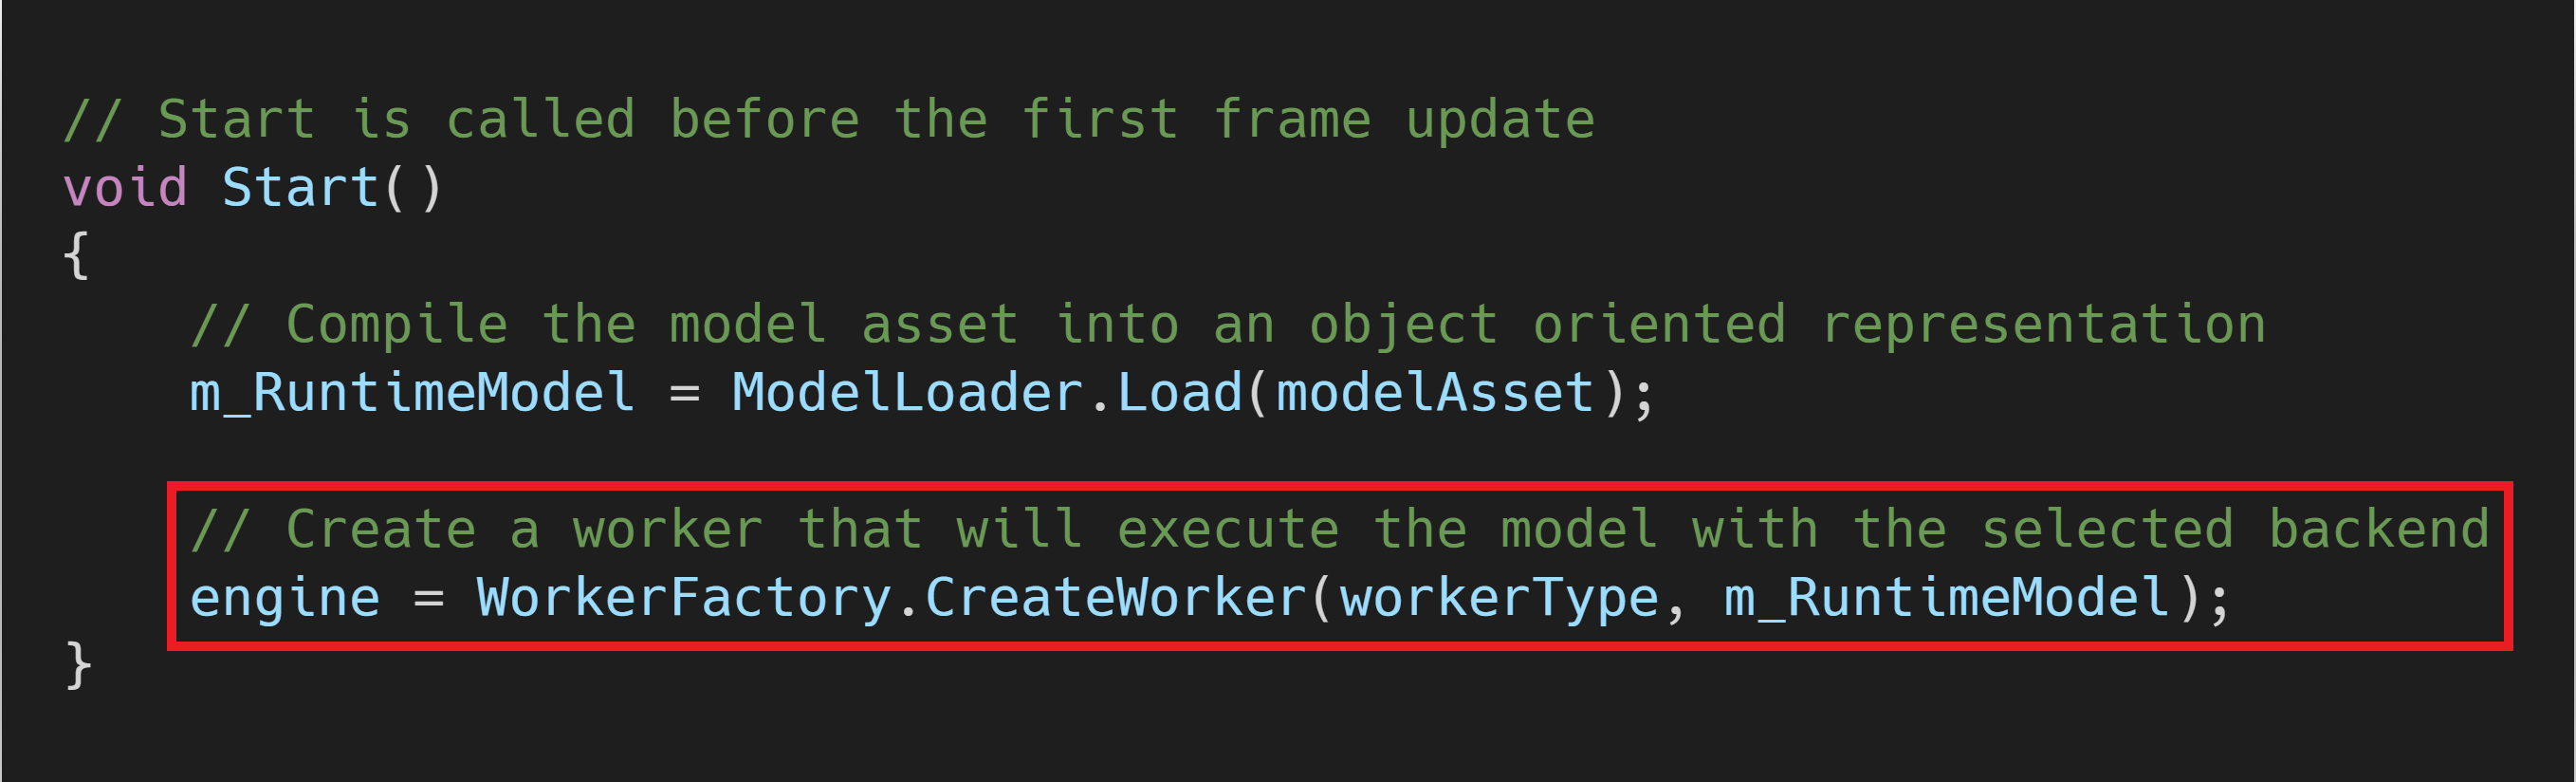 // Start is called before the first frame update
void Start()
{
    // Compile the model asset into an object oriented representation
    m_RuntimeModel = ModelLoader.Load(modelAsset);
    // Create a worker that will execute the model with the selected backend
    engine = WorkerFactory.CreateWorker(workerType, m_RuntimeModel);
}